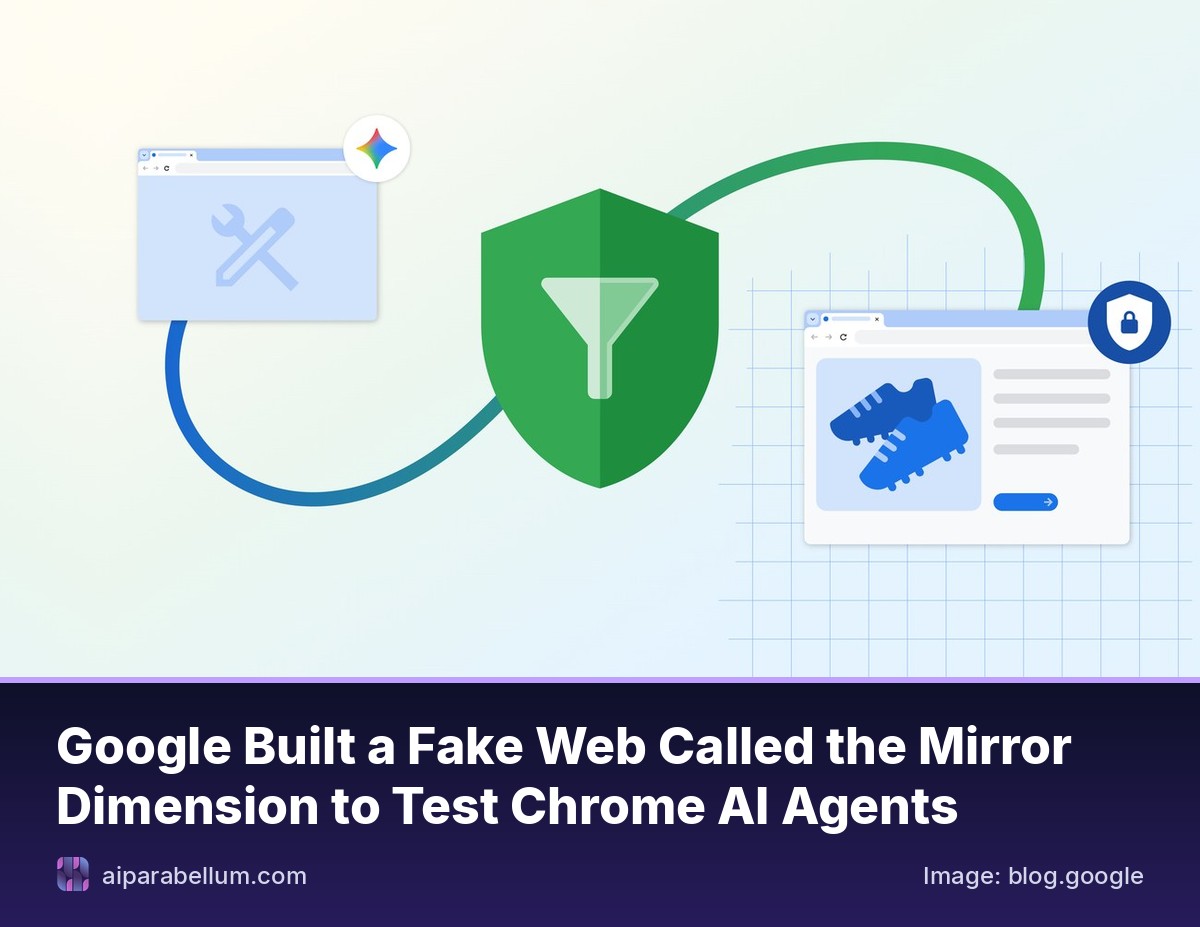 Google Built a Fake Web Called the Mirror
Dimension to Test Chrome AI Agents
aiparabellum.com
Image: blog.google